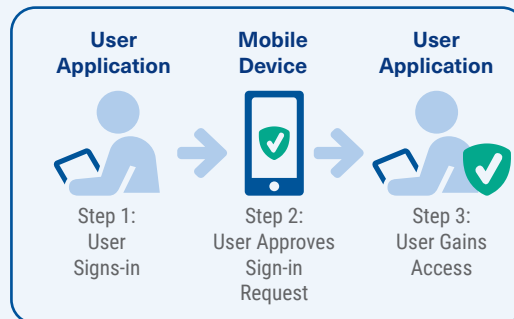 User
Application
Step 1:
User
Signs-in
Mobile
Device
Step 2:
User Approves
Sign-in
Request
User
Application
Step 3:
User Gains
Access